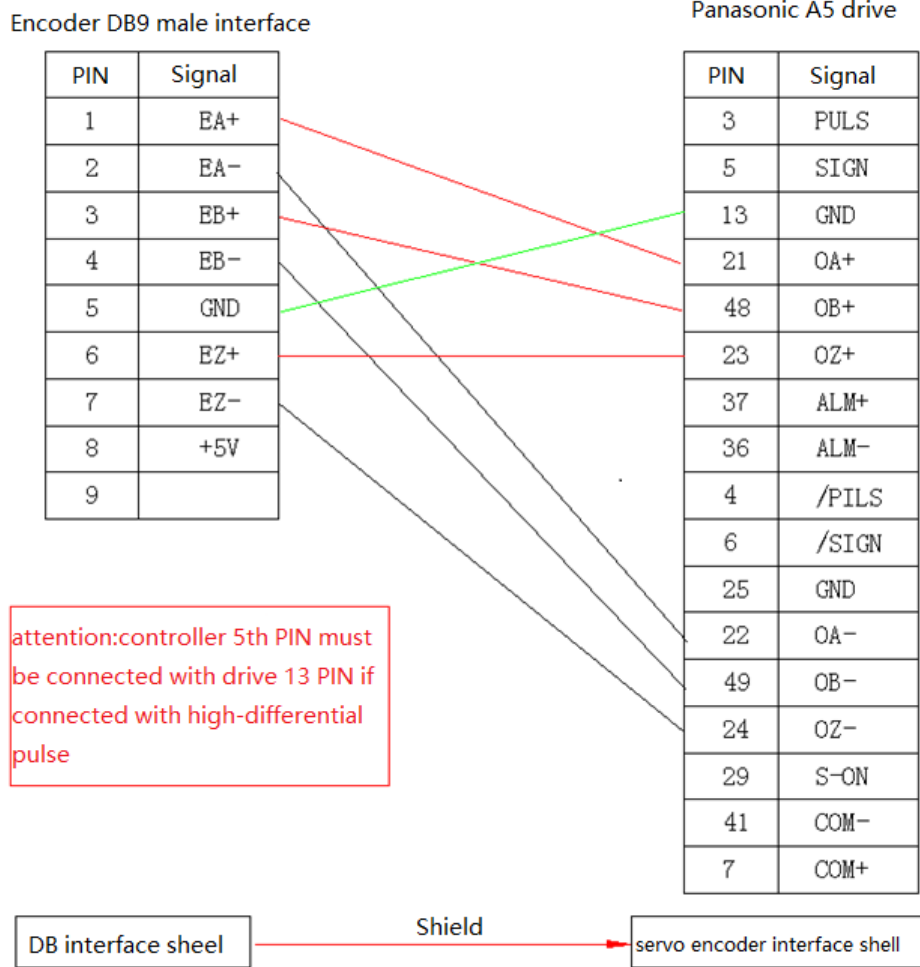 Encoder DB9 male interface
PIN Signal
1 EA+
2 EA-
3 EB+
4 EB-
5 GND
6 EZ+
7 EZ-
8 +5V
9
Panasonic A5 drive
PIN Signal
3 PULS
5 SIGN
13 GND
21 OA+
48 OB+
23 OZ+
37 ALM+
36 ALM-
4 /PILS
6 /SIGN
25 GND
22 OA-
49 OB-
24 OZ-
29 S-ON
41 COM-
7 COM+
attention:controller 5th PIN must
be connected with drive 13 PIN if
connected with high-differential
pulse
DB interface sheel
Shield
servo encoder interface shell